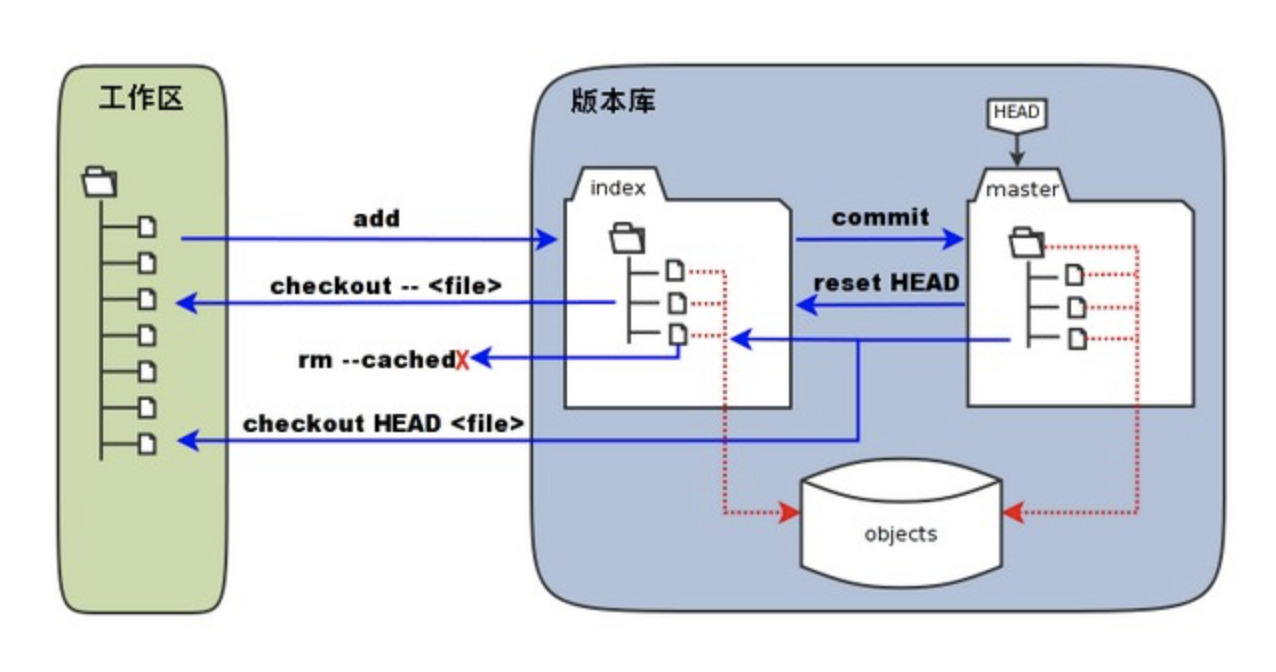 工作区
版本库
HEAD
index
master
add
commit
checkout -- <file>
reset HEAD
rm --cachedX
checkout HEAD <file>
objects